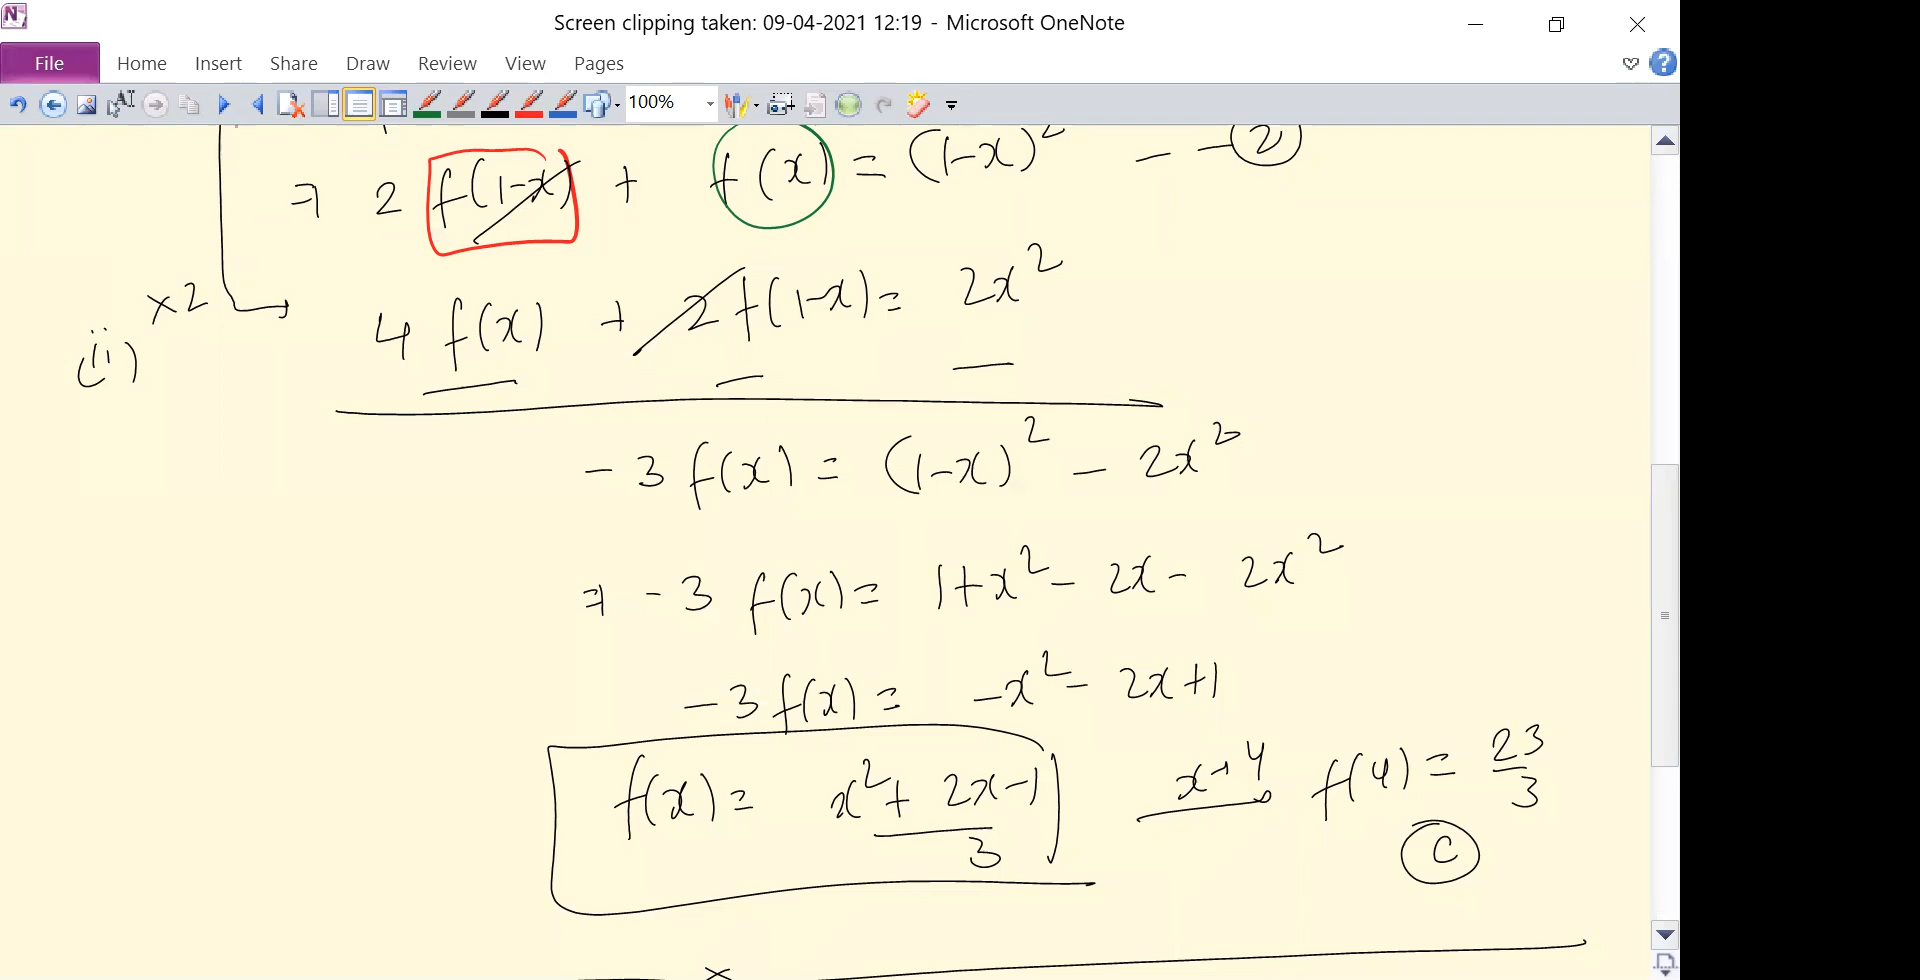 Screen clipping taken: 09-04-2021 12:19 - Microsoft OneNote
File Home Insert Share Draw Review View Pages
100%
⇒ 2 f(1-x) + f(x) = (1-x)² - - ②
×2
(ii) 4 f(x) + 2 f(1-x) = 2x²
- 3 f(x) = (1-x)² - 2x²
⇒ - 3 f(x) = 1+x² - 2x - 2x²
- 3 f(x) = -x² - 2x+1
f(x) = x² + 2x-1 / 3 x→4 f(4) = 23/3
C